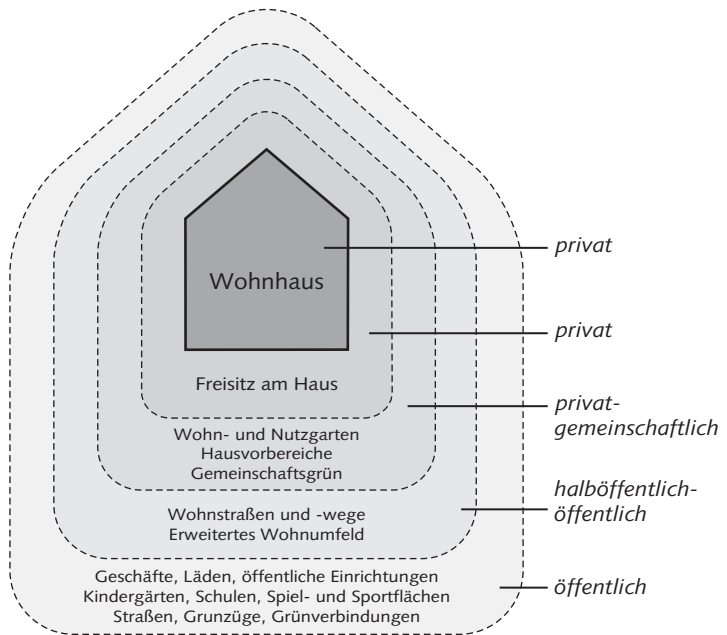 Wohnhaus
privat
privat
Freisitz am Haus
privat-
gemeinschaftlich
Wohn- und Nutzgarten
Hausvorbereiche
Gemeinschaftsgrün
halböffentlich-
öffentlich
Wohnstraßen und -wege
Erweitertes Wohnumfeld
Geschäfte, Läden, öffentliche Einrichtungen
Kindergärten, Schulen, Spiel- und Sportflächen
Straßen, Grunzüge, Grünverbindungen
öffentlich